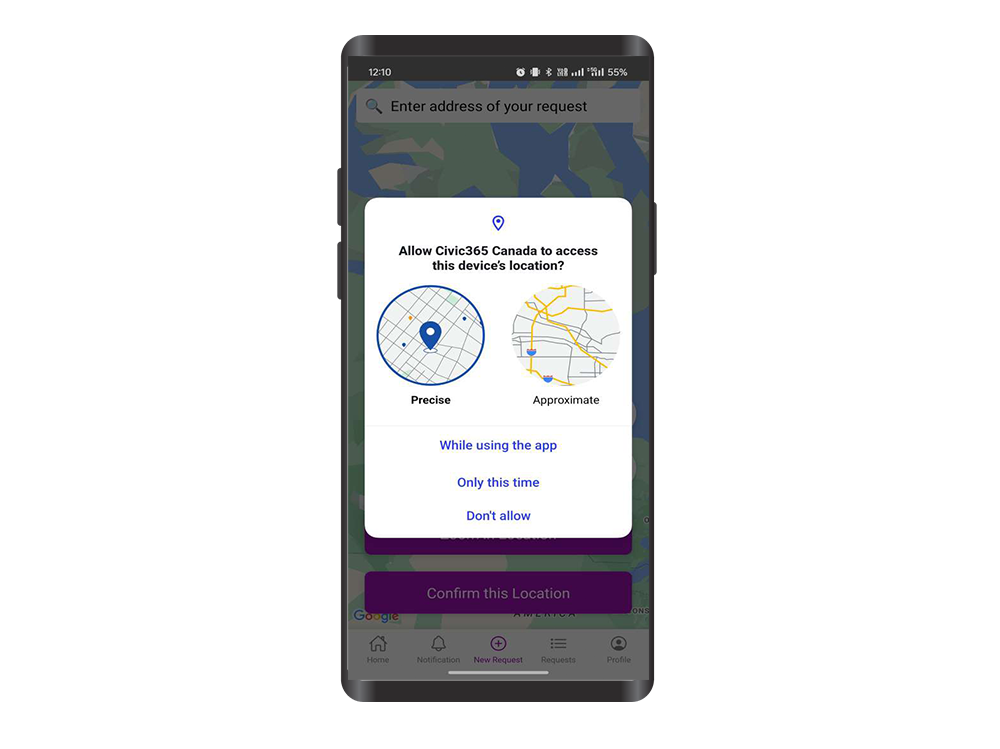 12:10
55%
Enter address of your request
Allow Civic365 Canada to access
this device's location?
Precise
Approximate
While using the app
Only this time
Don't allow
Confirm this Location
Google
AMERICA
Home
Notification
New Request
Requests
Profile